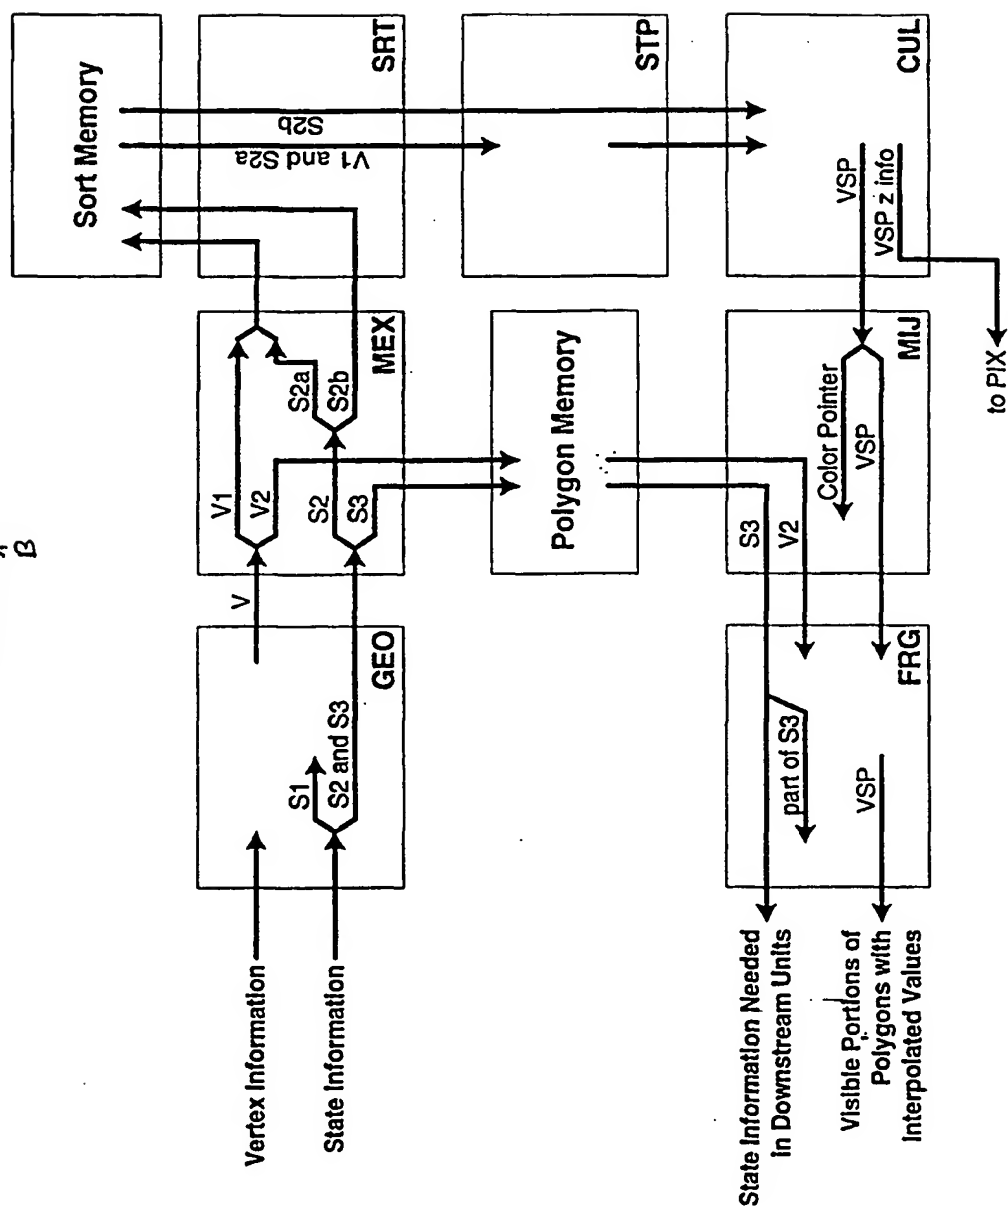 B
Sort Memory
SRT
S2b
V1 and S2a
STP
CUL
VSP
VSP z info
to PIX
MEX
V1
V2
S2
S3
S2a
S2b
Polygon Memory
MIJ
S3
V2
Color Pointer
VSP
GEO
V
S1
S2 and S3
FRG
part of S3
VSP
Vertex Information
State Information
State Information Needed
in Downstream Units
Visible Portions of
Polygons with
Interpolated Values